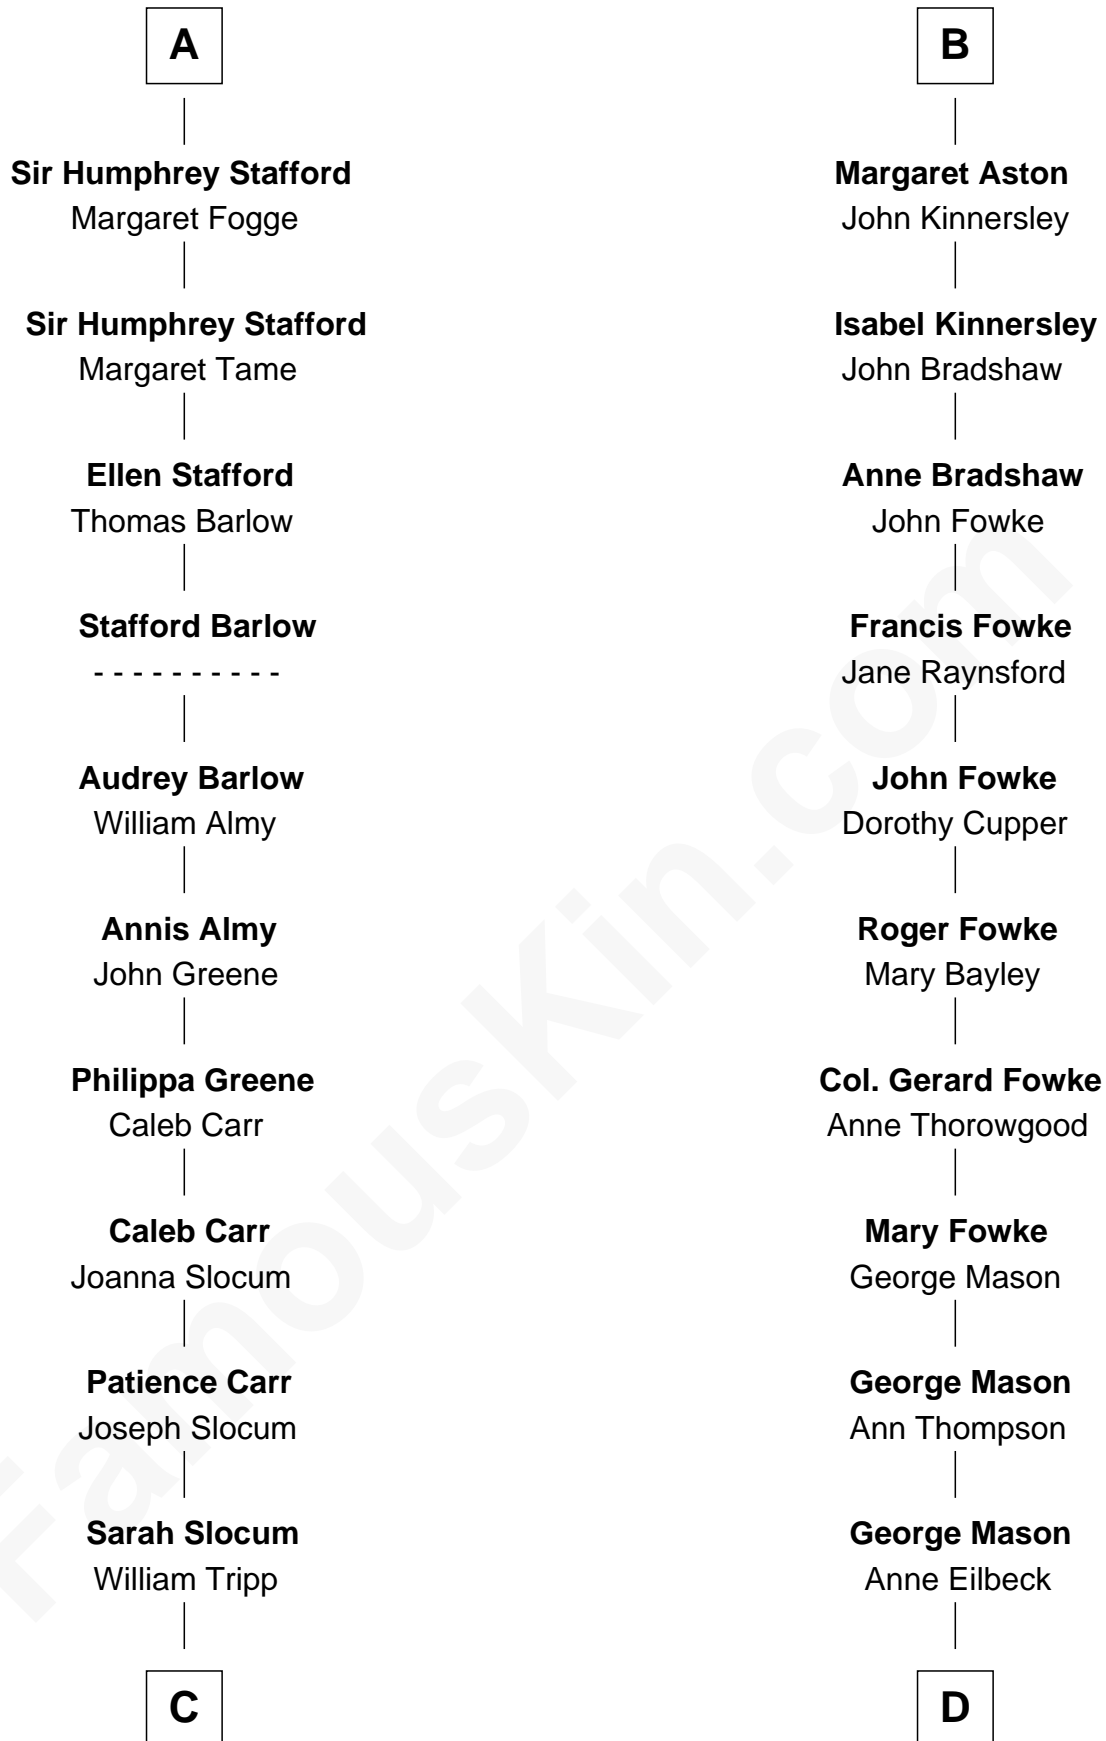 A
Sir Humphrey Stafford
Margaret Fogge
Sir Humphrey Stafford
Margaret Tame
Ellen Stafford
Thomas Barlow
Stafford Barlow
- - - - - - - - - -
Audrey Barlow
William Almy
Annis Almy
John Greene
Philippa Greene
Caleb Carr
Caleb Carr
Joanna Slocum
Patience Carr
Joseph Slocum
Sarah Slocum
William Tripp
C
B
Margaret Aston
John Kinnersley
Isabel Kinnersley
John Bradshaw
Anne Bradshaw
John Fowke
Francis Fowke
Jane Raynsford
John Fowke
Dorothy Cupper
Roger Fowke
Mary Bayley
Col. Gerard Fowke
Anne Thorowgood
Mary Fowke
George Mason
George Mason
Ann Thompson
George Mason
Anne Eilbeck
D
FamousKin.com